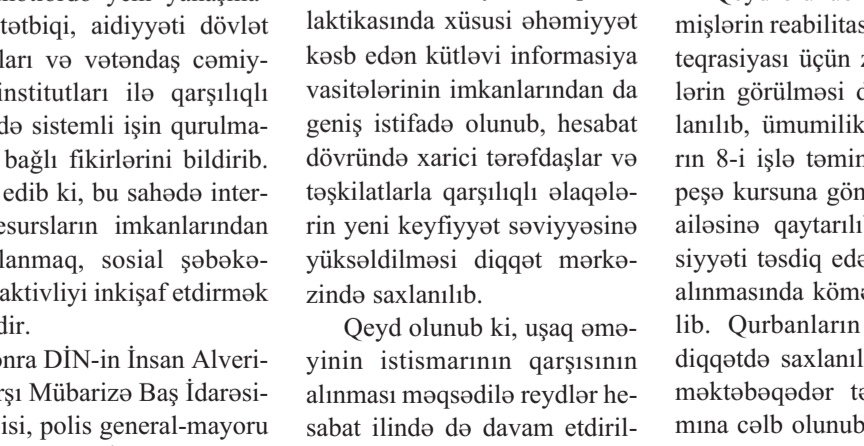 tətbiqi, aidiyyəti dövlət
ları və vətəndaş cəmiy-
institutları ilə qarşılıqlı
də sistemli işin qurulma-
bağlı fikirlərini bildirib.
edib ki, bu sahədə inter-
esursların imkanlarından
lanmaq, sosial şəbəkə-
aktivliyi inkişaf etdirmək
dir.
onra DİN-in İnsan Alveri-
rşı Mübarizə Baş İdarəsi-
isi, polis general-mayoru
laktikasında xüsusi əhəmiyyət
kəsb edən kütləvi informasiya
vasitələrinin imkanlarından da
geniş istifadə olunub, hesabat
dövründə xarici tərəfdaşlar və
təşkilatlarla qarşılıqlı əlaqələ-
rin yeni keyfiyyət səviyyəsinə
yüksəldilməsi diqqət mərkə-
zində saxlanılıb.
Qeyd olunub ki, uşaq əmə-
yinin istismarının qarşısının
alınması məqsədilə reydlər he-
sabat ilində də davam etdiril-
mişlərin reabilitas
teqrasiyası üçün z
lərin görülməsi d
lanılıb, ümumilik
rın 8-i işlə təmin
peşə kursuna gön
ailəsinə qaytarılı
siyyəti təsdiq edə
alınmasında kömə
lib. Qurbanların
diqqətdə saxlanıl
məktəbəqədər tə
mına cəlb olunub